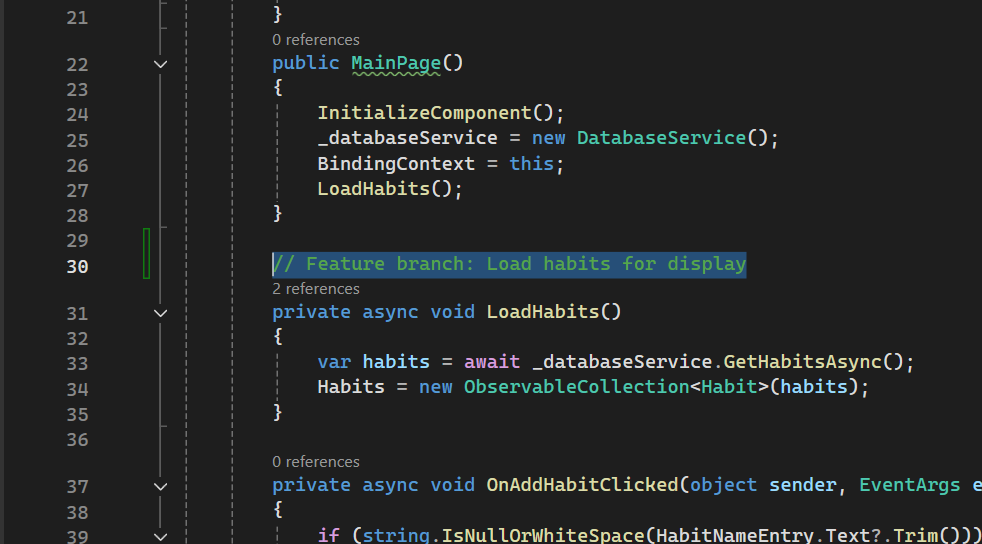 21 }
0 references
22 public MainPage()
23 {
24 InitializeComponent();
25 _databaseService = new DatabaseService();
26 BindingContext = this;
27 LoadHabits();
28 }
29
30 // Feature branch: Load habits for display
2 references
31 private async void LoadHabits()
32 {
33 var habits = await _databaseService.GetHabitsAsync();
34 Habits = new ObservableCollection<Habit>(habits);
35 }
36
0 references
37 private async void OnAddHabitClicked(object sender, EventArgs e
38 {
39 if (string.IsNullOrWhiteSpace(HabitNameEntry.Text?.Trim()))